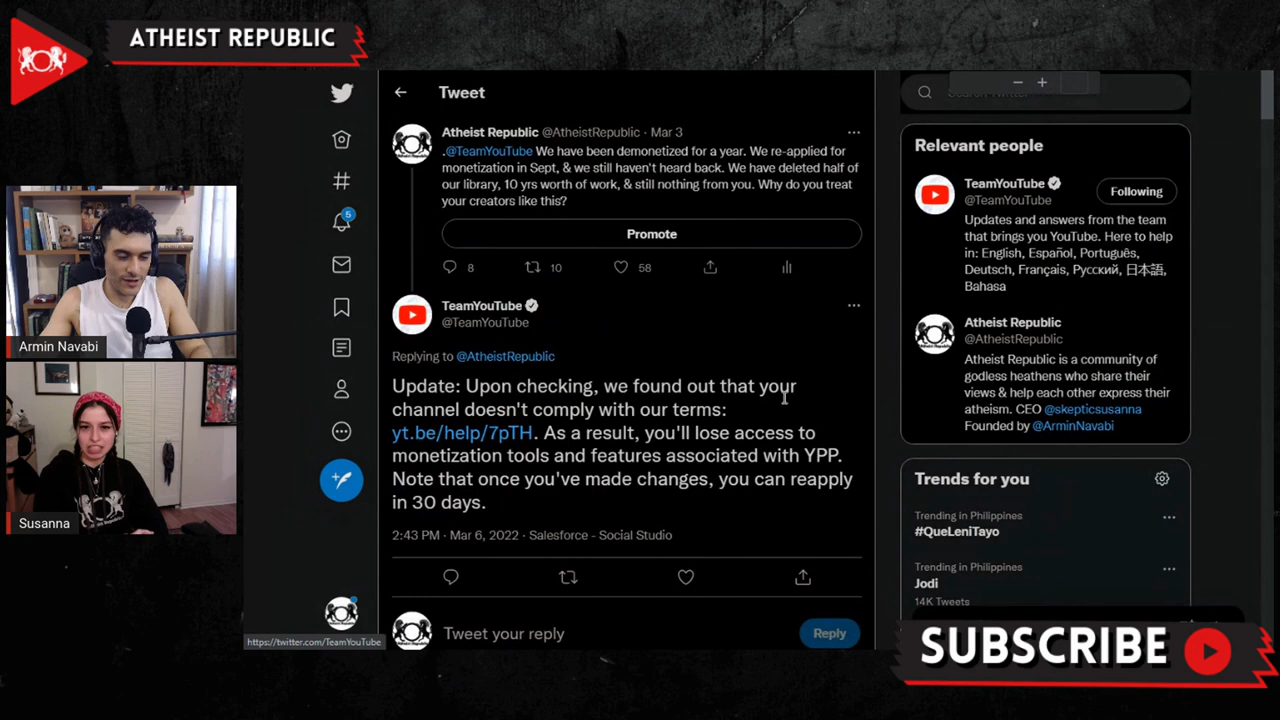 ATHEIST REPUBLIC
Tweet
Atheist Republic @AtheistRepublic · Mar 3
.@TeamYouTube We have been demonetized for a year. We re-applied for
monetization in Sept, & we still haven't heard back. We have deleted half of
our library, 10 yrs worth of work, & still nothing from you. Why do you treat
your creators like this?
Promote
8
10
58
TeamYouTube
@TeamYouTube
Replying to @AtheistRepublic
Update: Upon checking, we found out that your
channel doesn't comply with our terms:
yt.be/help/7pTH. As a result, you'll lose access to
monetization tools and features associated with YPP.
Note that once you've made changes, you can reapply
in 30 days.
2:43 PM · Mar 6, 2022 · Salesforce - Social Studio
Tweet your reply
Reply
5
https://twitter.com/TeamYouTube
Search Twitter
Relevant people
TeamYouTube
@TeamYouTube
Following
Updates and answers from the team
that brings you YouTube. Here to help
in: English, Español, Português,
Deutsch, Français, Русский, 日本語,
Bahasa
Atheist Republic
@AtheistRepublic
Atheist Republic is a community of
godless heathens who share their
views & help each other express their
atheism. CEO @skepticsusanna
Founded by @ArminNavabi
Trends for you
Trending in Philippines
#QueLeniTayo
Trending in Philippines
Jodi
14K Tweets
Armin Navabi
Susanna
SUBSCRIBE